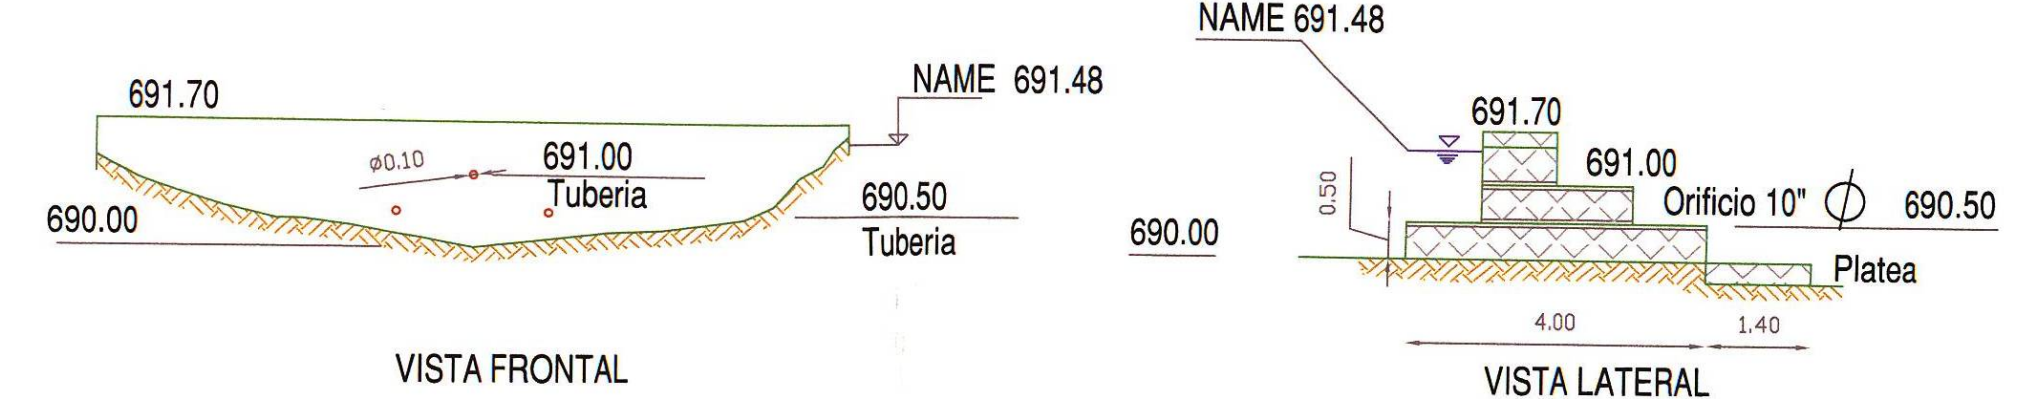 691.70
NAME 691.48
ø0.10
691.00
Tuberia
690.00
690.50
Tuberia
VISTA FRONTAL
NAME 691.48
691.70
691.00
0.50
Orificio 10" Ø 690.50
690.00
Platea
4.00
1.40
VISTA LATERAL